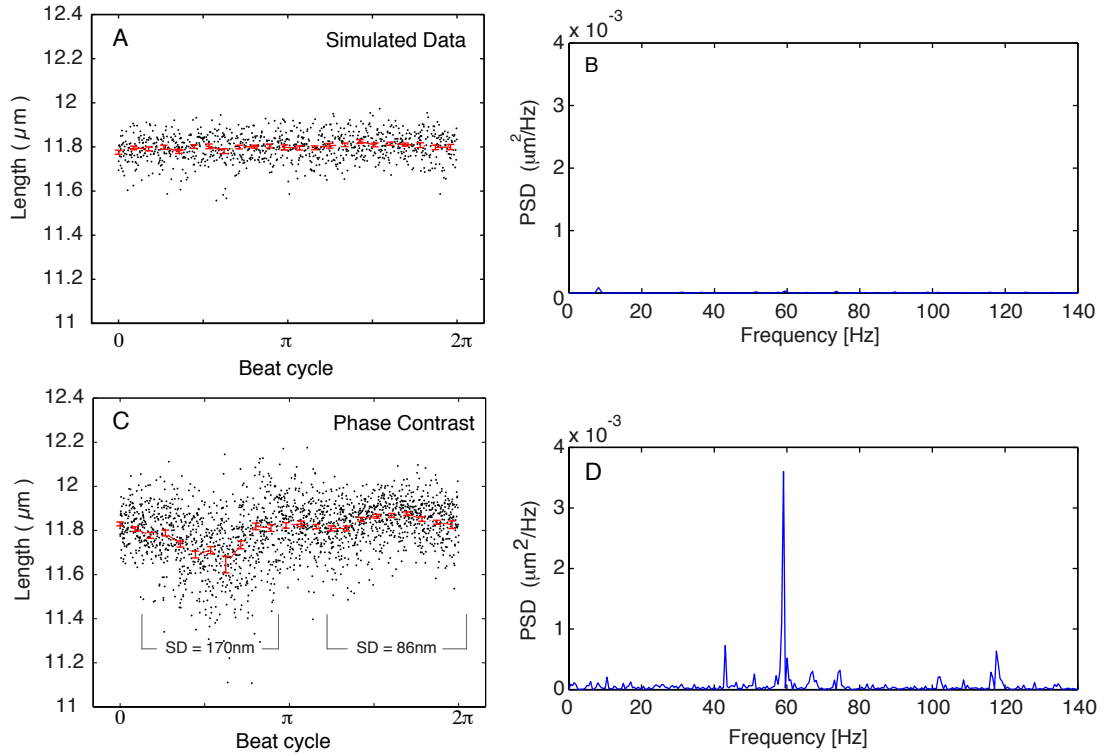 A
Simulated Data
Length (μm)
12.4
12.2
12
11.8
11.6
11.4
11.2
11
0
π
2π
Beat cycle
B
4 x 10⁻³
3
2
1
0
PSD (μm²/Hz)
0 20 40 60 80 100 120 140
Frequency [Hz]
C
Phase Contrast
Length (μm)
12.4
12.2
12
11.8
11.6
11.4
11.2
11
SD = 170nm
SD = 86nm
0
π
2π
Beat cycle
D
4 x 10⁻³
3
2
1
0
PSD (μm²/Hz)
0 20 40 60 80 100 120 140
Frequency [Hz]